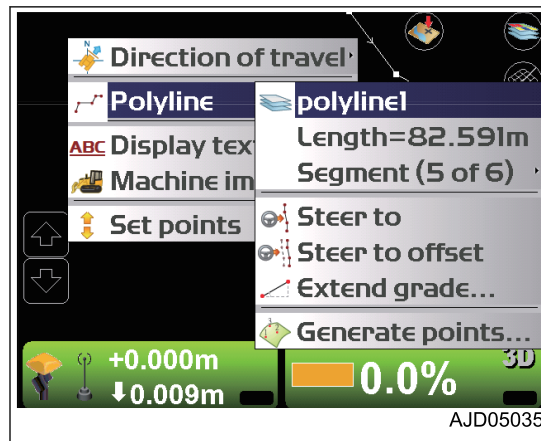 Direction of travel
Polyline
ABC Display tex
Machine im
Set points
polyline1
Length=82.591m
Segment (5 of 6)
Steer to
Steer to offset
Extend grade...
Generate points...
+0.000m
0.009m
0.0%
3D
AJD05035